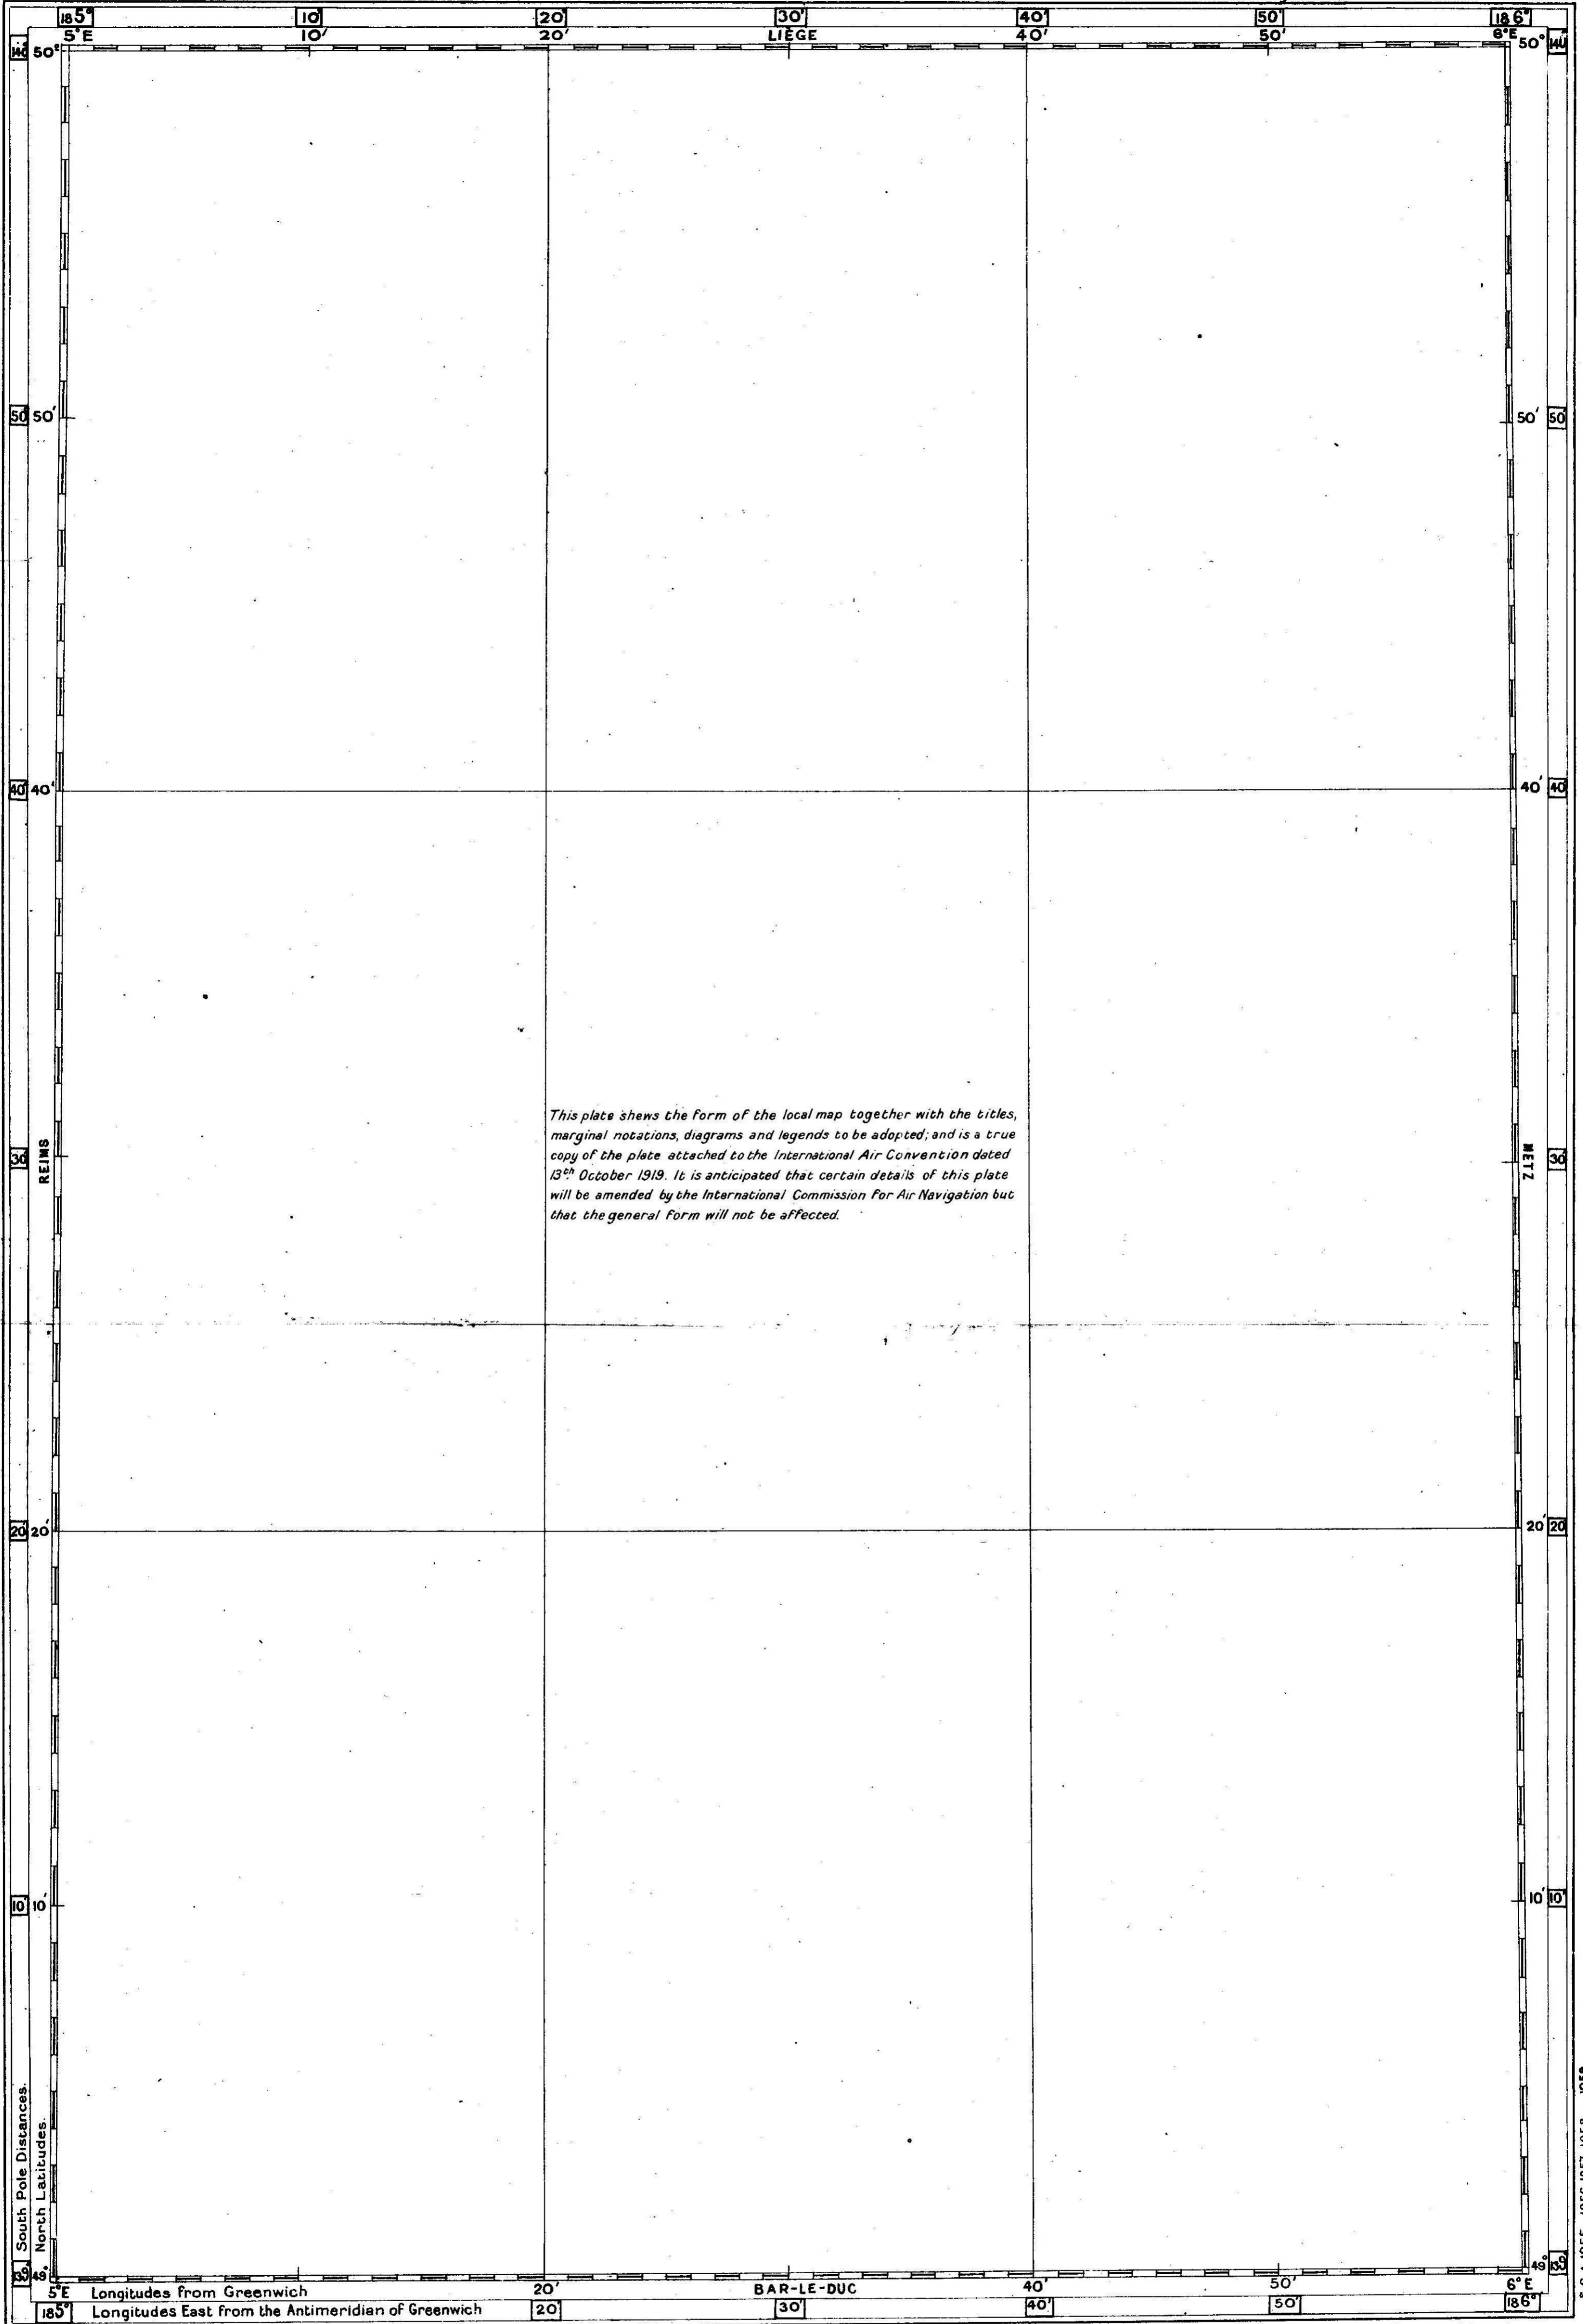 185° 10' 20' 30' 40' 50' 186°
5°E 10' 20' LIÈGE 40' 50' 6°E
140° 50° 50° 140°
50' 50' 50' 50'
40' 40' 40' 40'
This plate shews the form of the local map together with the titles,
marginal notations, diagrams and legends to be adopted; and is a true
copy of the plate attached to the International Air Convention dated
13th October 1919. It is anticipated that certain details of this plate
will be amended by the International Commission for Air Navigation but
that the general form will not be affected.
30' REIMS METZ 30'
20' 20' 20' 20'
10' 10' 10' 10'
South Pole Distances.
North Latitudes.
139° 49° 49° 139°
5°E Longitudes from Greenwich 20' BAR-LE-DUC 40' 50' 6°E
185° Longitudes East from the Antimeridian of Greenwich 20' 30' 40' 50' 186°